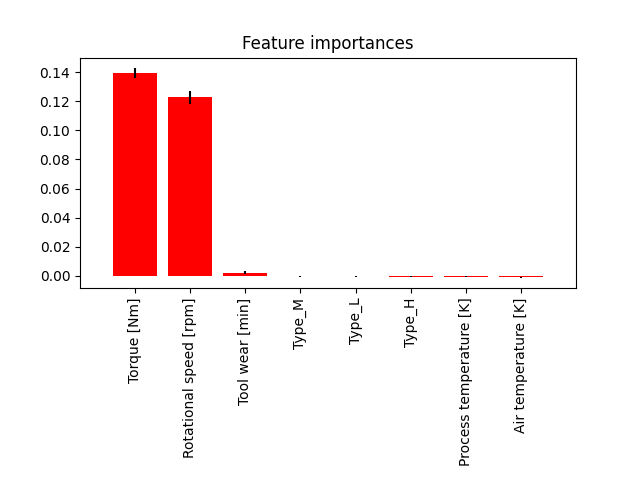 Feature importances
0.14
0.12
0.10
0.08
0.06
0.04
0.02
0.00
Torque [Nm]
Rotational speed [rpm]
Tool wear [min]
Type_M
Type_L
Type_H
Process temperature [K]
Air temperature [K]